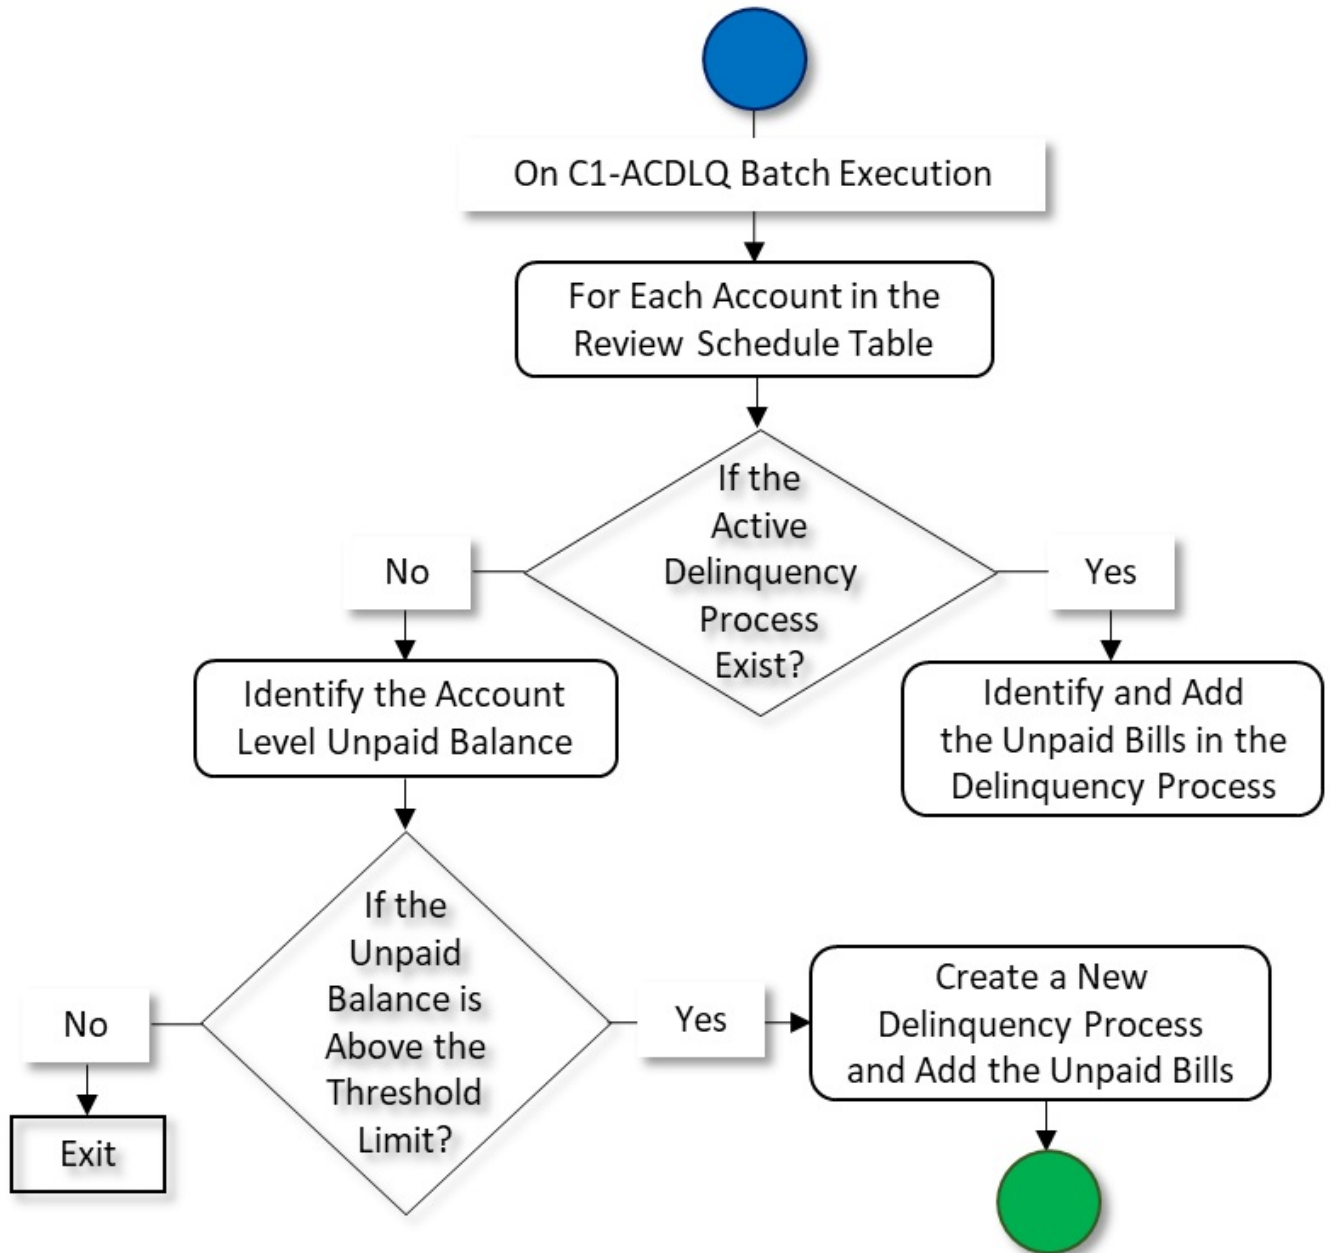 On C1-ACDLQ Batch Execution
For Each Account in the
Review Schedule Table
If the
Active
Delinquency
Process
Exist?
No
Yes
Identify the Account
Level Unpaid Balance
Identify and Add
the Unpaid Bills in the
Delinquency Process
If the
Unpaid
Balance is
Above the
Threshold
Limit?
No
Yes
Create a New
Delinquency Process
and Add the Unpaid Bills
Exit